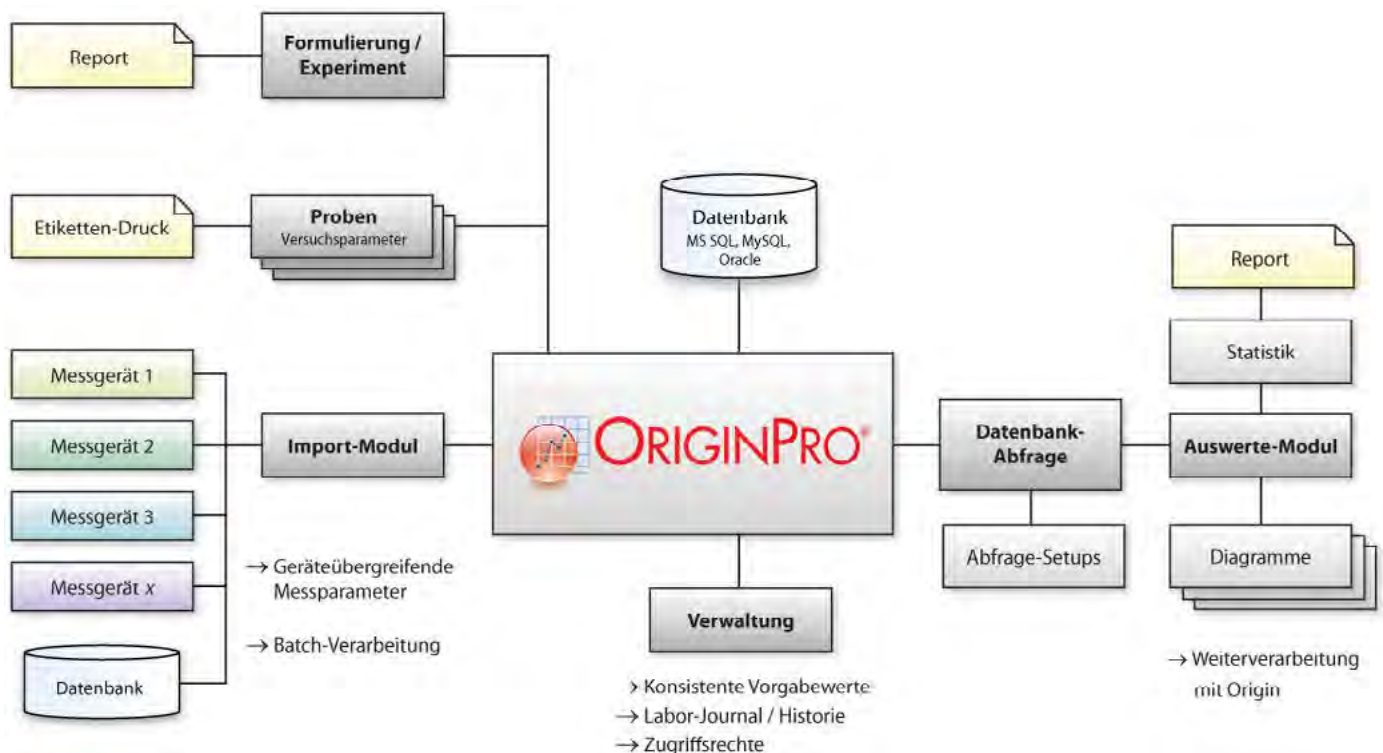 Report
Formulierung /
Experiment
Etiketten-Druck
Proben
Versuchsparameter
Datenbank
MS SQL, MySQL,
Oracle
Report
Statistik
Messgerät 1
Messgerät 2
Messgerät 3
Messgerät x
Datenbank
Import-Modul
→ Geräteübergreifende
Messparameter
→ Batch-Verarbeitung
ORIGINPRO®
Datenbank-
Abfrage
Abfrage-Setups
Auswerte-Modul
Diagramme
→ Weiterverarbeitung
mit Origin
Verwaltung
→ Konsistente Vorgabewerte
→ Labor-Journal / Historie
→ Zugriffsrechte